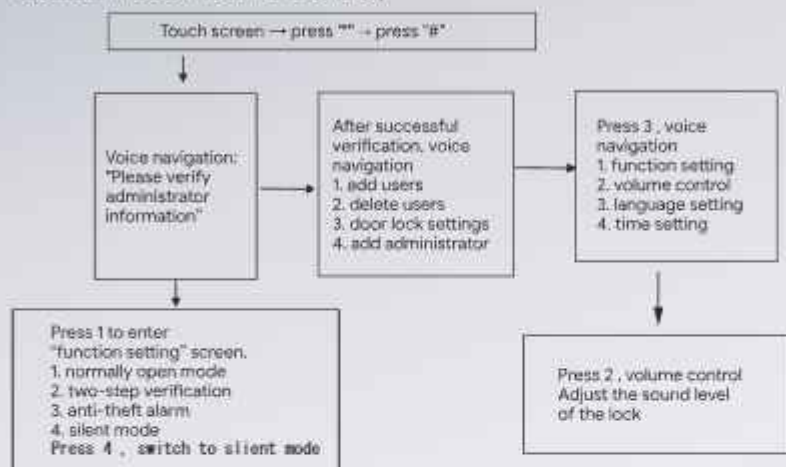 Touch screen → press "*" → press "#"
Voice navigation:
"Please verify
administrator
information"
After successful
verification, voice
navigation
1. add users
2. delete users
3. door lock settings
4. add administrator
Press 3 , voice
navigation
1. function setting
2. volume control
3. language setting
4. time setting
Press 1 to enter
"function setting" screen.
1. normally open mode
2. two-step verification
3. anti-theft alarm
4. silent mode
Press 4 , switch to slient mode
Press 2 , volume control
Adjust the sound level
of the lock